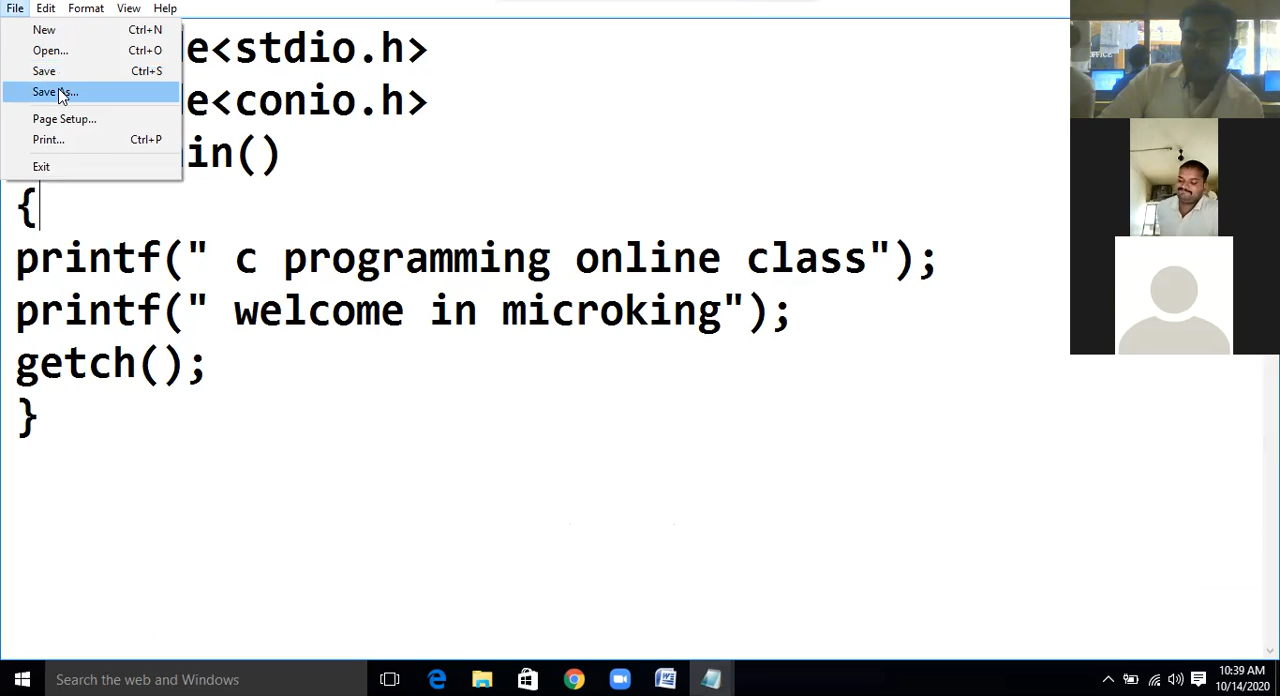 File Edit Format View Help
New Ctrl+N
Open... Ctrl+O
Save Ctrl+S
Save As...
Page Setup...
Print... Ctrl+P
Exit
e<stdio.h>
e<conio.h>
in()
{
printf(" c programming online class");
printf(" welcome in microking");
getch();
}
Search the web and Windows
10:39 AM
10/14/2020